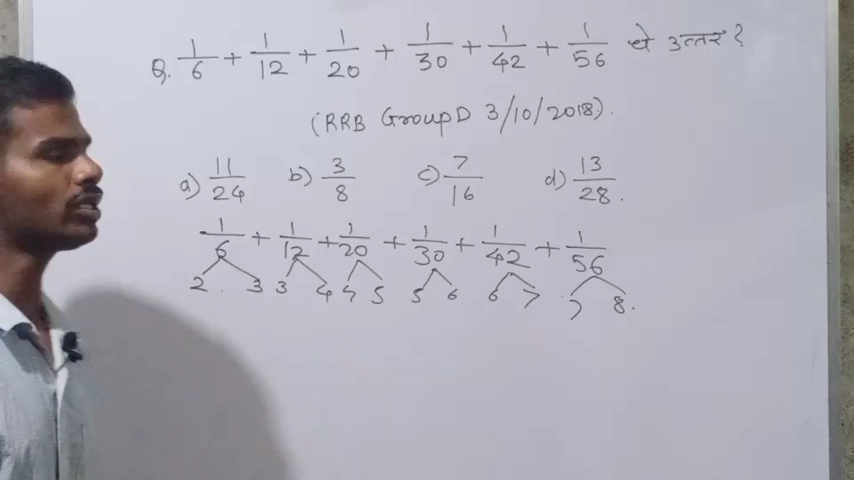 Q. 1/6 + 1/12 + 1/20 + 1/30 + 1/42 + 1/56 चे उत्तर ?
(RRB Group D 3/10/2018).
a) 11/24 b) 3/8 c) 7/16 d) 13/28.
1/6 + 1/12 + 1/20 + 1/30 + 1/42 + 1/56
2 . 3 3 4 4 5 5 6 6 7 7 8.